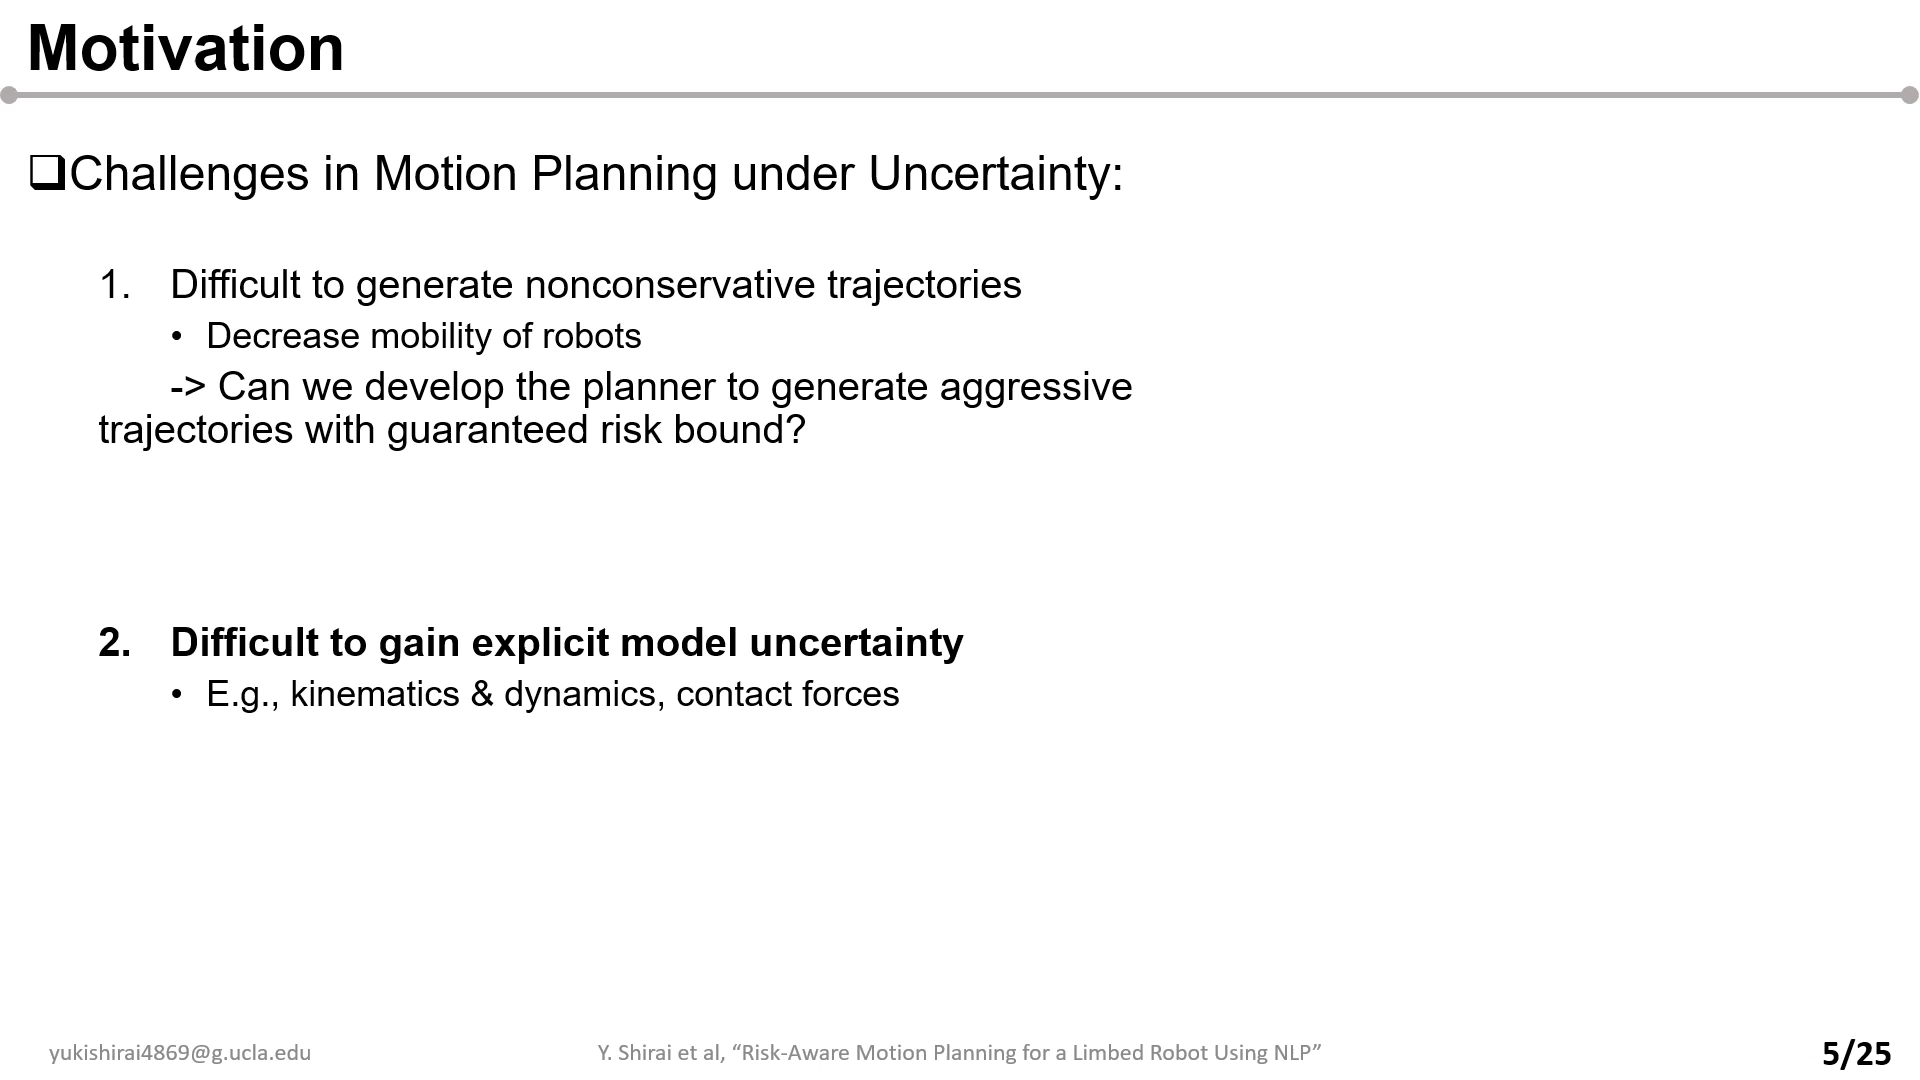 Motivation
❑Challenges in Motion Planning under Uncertainty:
1. Difficult to generate nonconservative trajectories
• Decrease mobility of robots
-> Can we develop the planner to generate aggressive
trajectories with guaranteed risk bound?
2. Difficult to gain explicit model uncertainty
• E.g., kinematics & dynamics, contact forces
yukishirai4869@g.ucla.edu
Y. Shirai et al, “Risk-Aware Motion Planning for a Limbed Robot Using NLP”
5/25